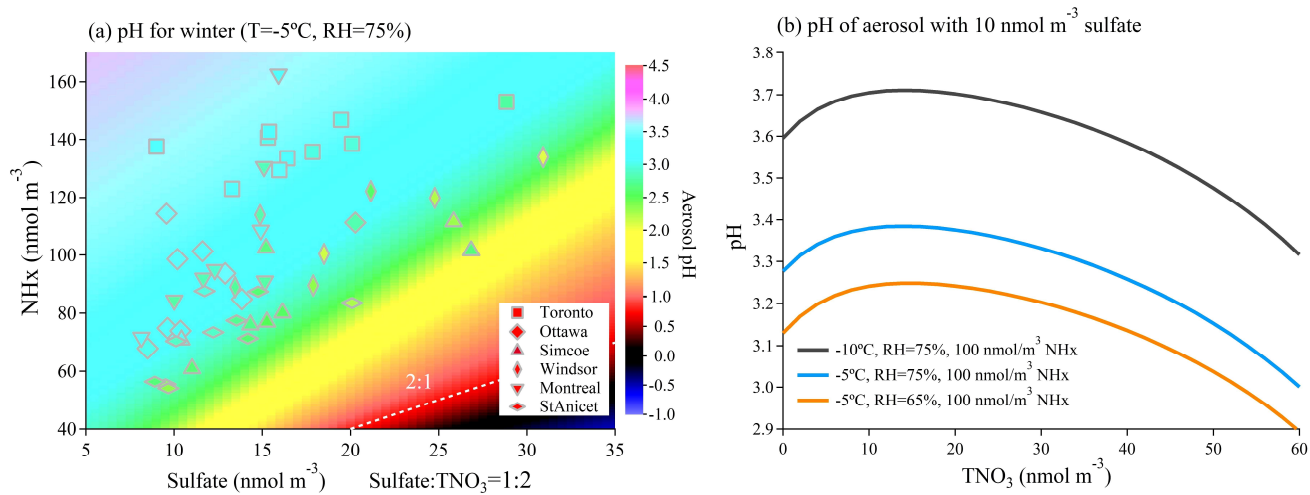 (a) pH for winter (T=-5ºC, RH=75%)
NHx (nmol m⁻³)
160
140
120
100
80
60
40
5
10
15
20
25
30
35
Sulfate (nmol m⁻³)
Sulfate:TNO₃=1:2
2:1
Toronto
Ottawa
Simcoe
Windsor
Montreal
StAnicet
4.5
4.0
3.5
3.0
2.5
2.0
1.5
1.0
0.5
0.0
-0.5
-1.0
Aerosol pH
(b) pH of aerosol with 10 nmol m⁻³ sulfate
pH
3.8
3.7
3.6
3.5
3.4
3.3
3.2
3.1
3.0
2.9
-10ºC, RH=75%, 100 nmol/m³ NHx
-5ºC, RH=75%, 100 nmol/m³ NHx
-5ºC, RH=65%, 100 nmol/m³ NHx
0
10
20
30
40
50
60
TNO₃ (nmol m⁻³)